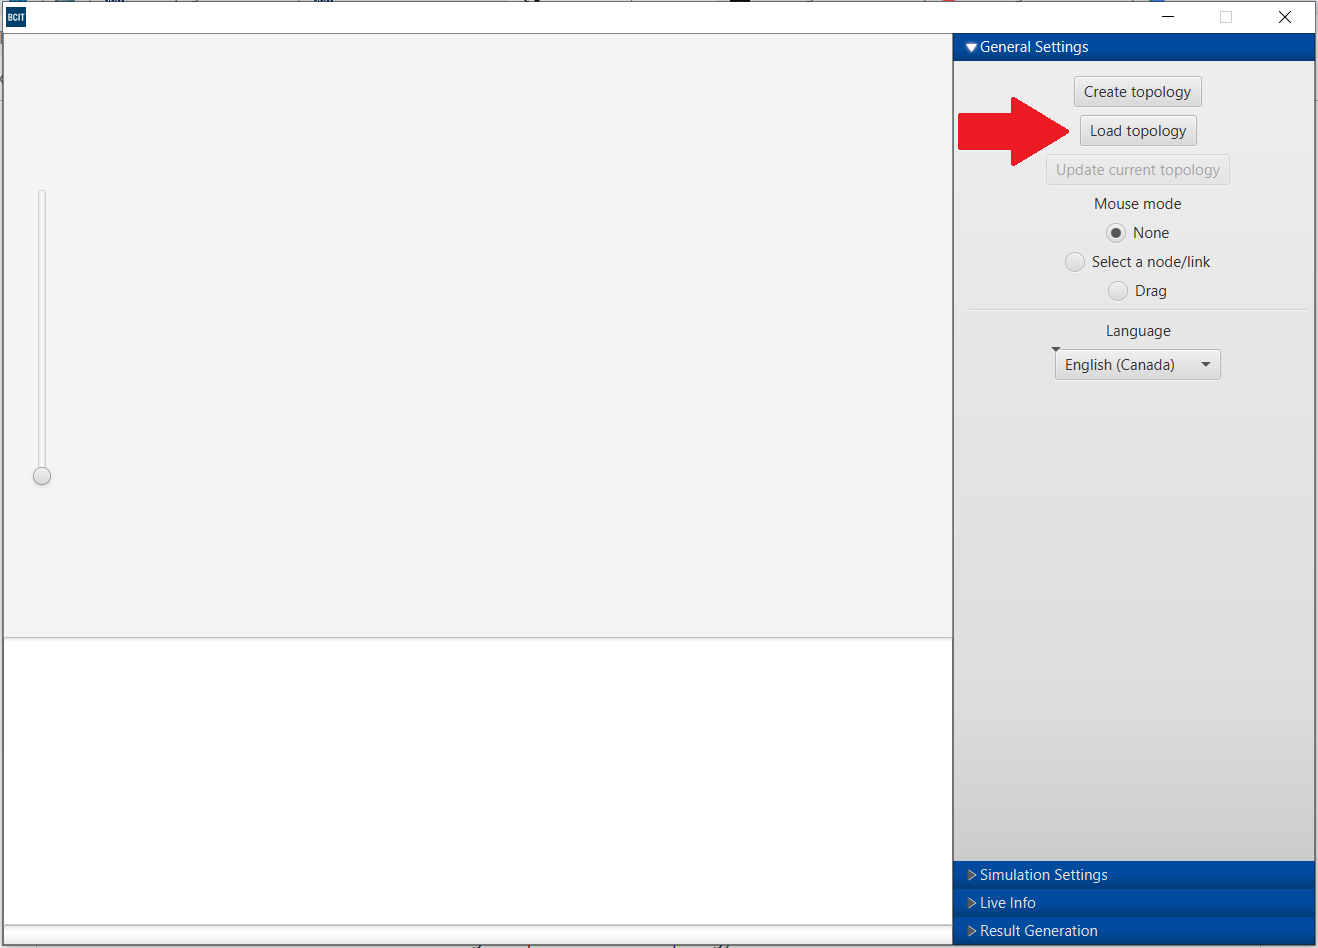 BCIT
General Settings
Create topology
Load topology
Update current topology
Mouse mode
None
Select a node/link
Drag
Language
English (Canada)
Simulation Settings
Live Info
Result Generation